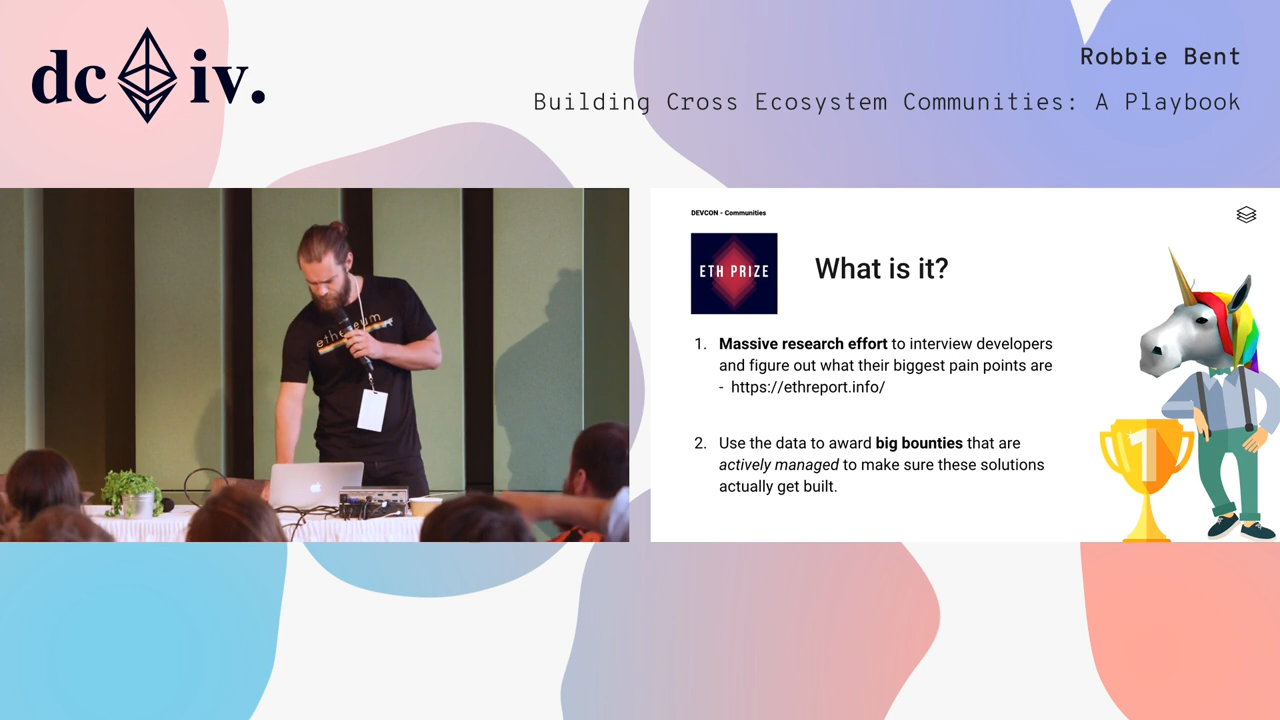 dc iv.
Robbie Bent
Building Cross Ecosystem Communities: A Playbook
ethereum
DEVCON - Communities
ETH PRIZE
What is it?
1. Massive research effort to interview developers
and figure out what their biggest pain points are
- https://ethreport.info/
2. Use the data to award big bounties that are
actively managed to make sure these solutions
actually get built.
1